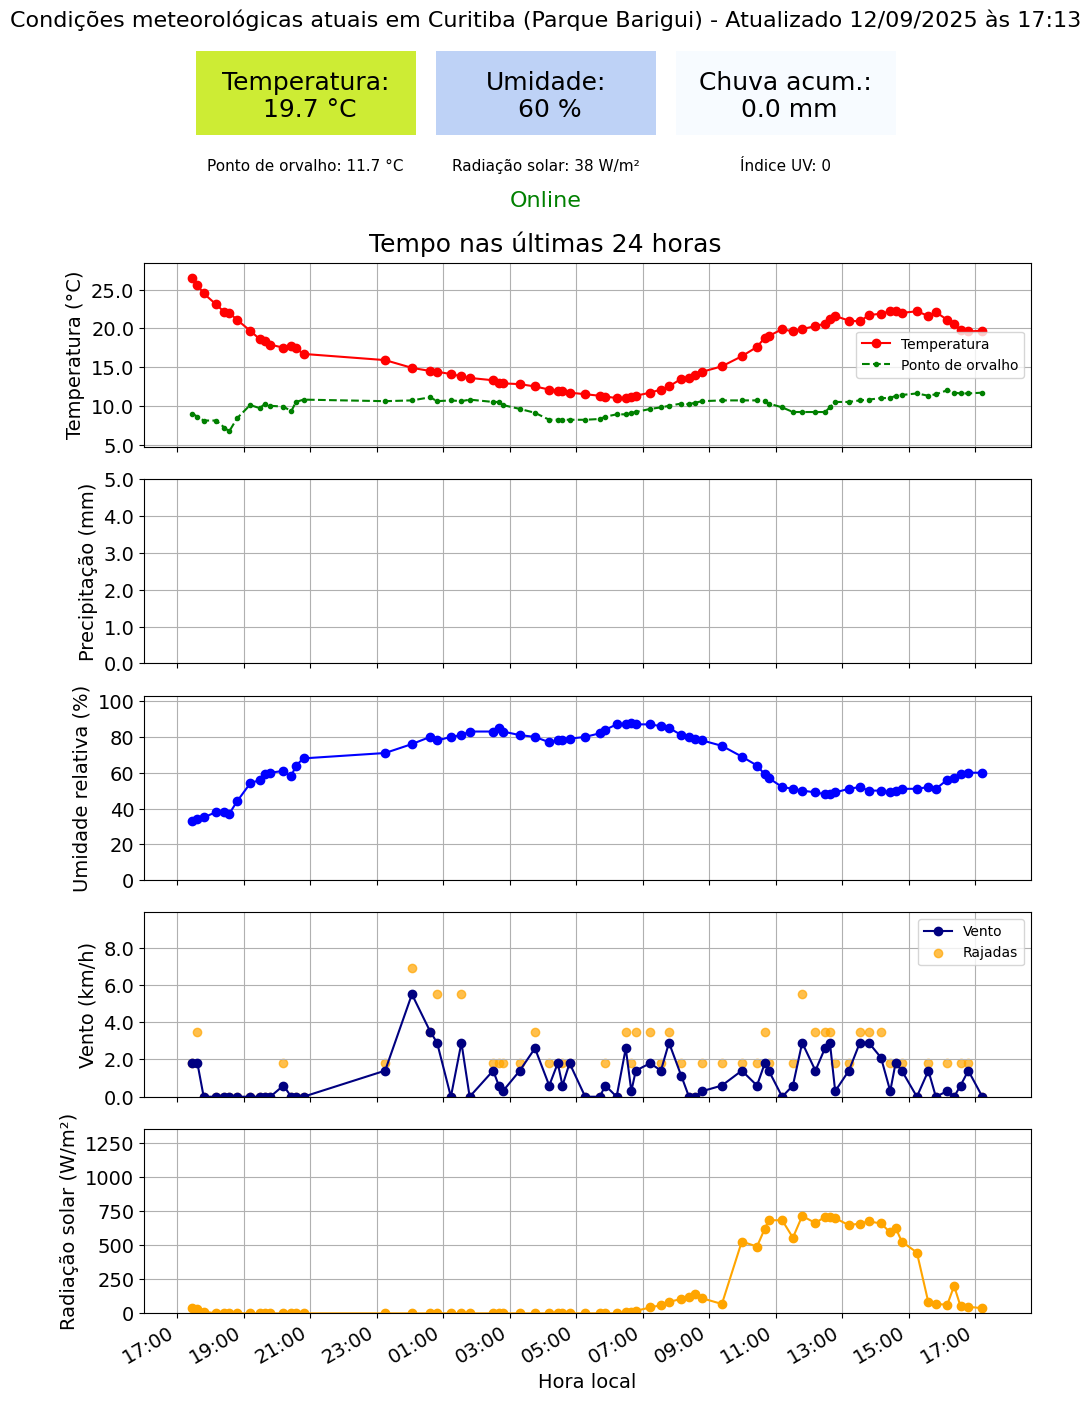 Condições meteorológicas atuais em Curitiba (Parque Barigui) - Atualizado 12/09/2025 às 17:13
Temperatura:
19.7 °C
Umidade:
60 %
Chuva acum.:
0.0 mm
Ponto de orvalho: 11.7 °C
Radiação solar: 38 W/m²
Índice UV: 0
Online
Tempo nas últimas 24 horas
Temperatura (°C)
25.0
20.0
15.0
10.0
5.0
Temperatura
Ponto de orvalho
Precipitação (mm)
5.0
4.0
3.0
2.0
1.0
0.0
Umidade relativa (%)
100
80
60
40
20
0
Vento (km/h)
8.0
6.0
4.0
2.0
0.0
Vento
Rajadas
Radiação solar (W/m²)
1250
1000
750
500
250
0
17:00 19:00 21:00 23:00 01:00 03:00 05:00 07:00 09:00 11:00 13:00 15:00 17:00
Hora local